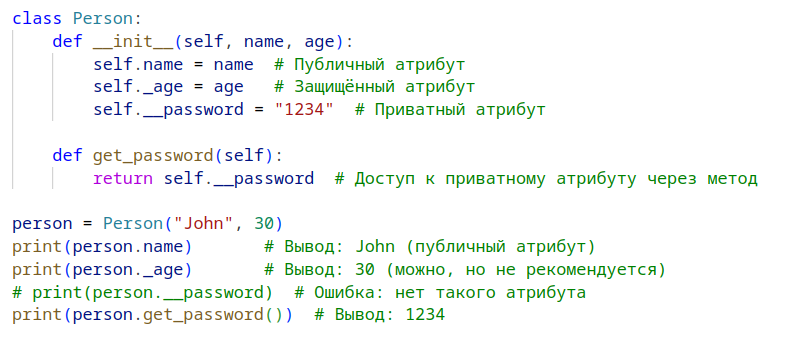 class Person:
    def __init__(self, name, age):
        self.name = name  # Публичный атрибут
        self._age = age   # Защищённый атрибут
        self.__password = "1234"  # Приватный атрибут

    def get_password(self):
        return self.__password  # Доступ к приватному атрибуту через метод

person = Person("John", 30)
print(person.name)       # Вывод: John (публичный атрибут)
print(person._age)       # Вывод: 30 (можно, но не рекомендуется)
# print(person.__password)  # Ошибка: нет такого атрибута
print(person.get_password())  # Вывод: 1234